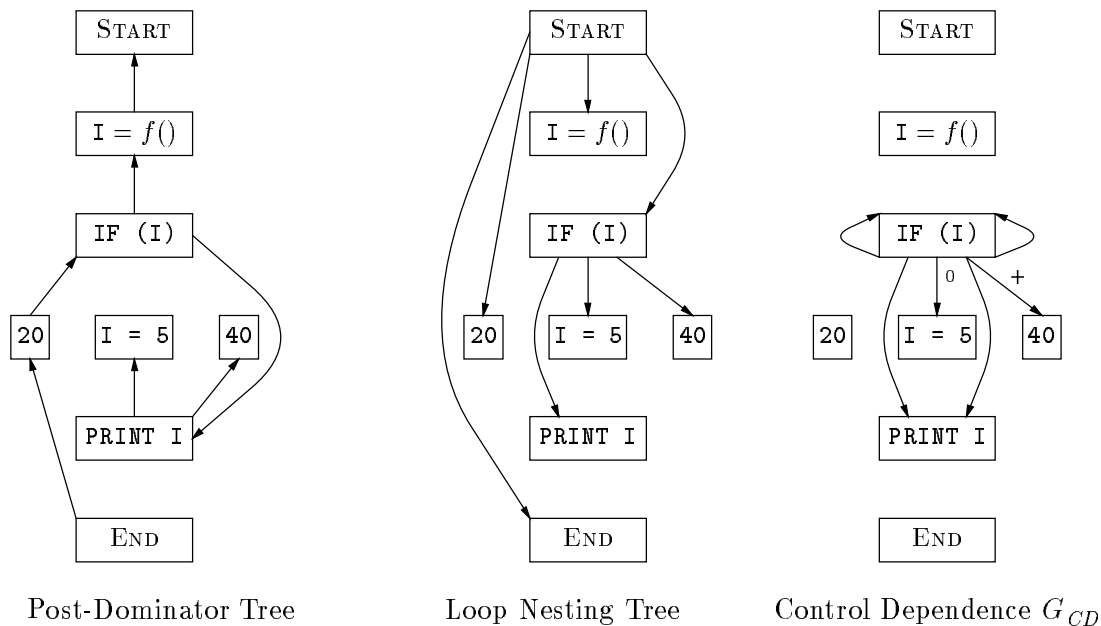 START START START
I = f() I = f() I = f()
IF (I) IF (I) IF (I)
0 +
20 I = 5 40 20 I = 5 40 20 I = 5 40
PRINT I PRINT I PRINT I
END END END
Post-Dominator Tree Loop Nesting Tree Control Dependence G_CD